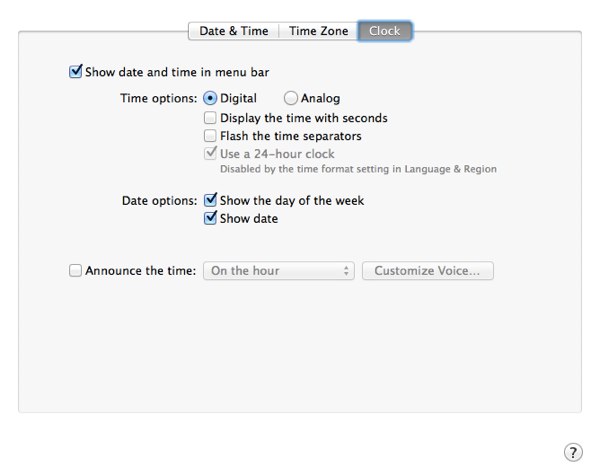 Date & Time Time Zone Clock
Show date and time in menu bar
Time options: Digital Analog
Display the time with seconds
Flash the time separators
Use a 24-hour clock
Disabled by the time format setting in Language & Region
Date options: Show the day of the week
Show date
Announce the time: On the hour Customize Voice...
?